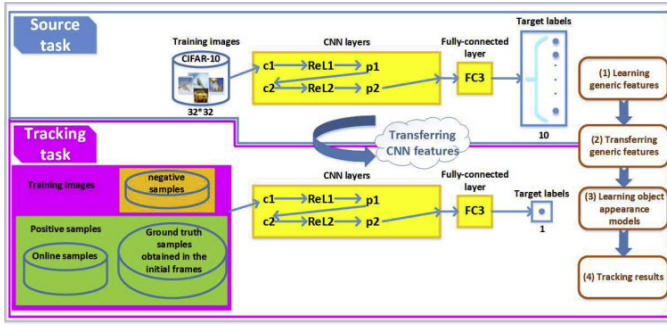 Source
task
Training images
CIFAR-10
32*32
CNN layers
c1 ReL1 p1
c2 ReL2 p2
Fully-connected
layer
FC3
Target labels
10
(1) Learning
generic features
(2) Transferring
generic features
(3) Learning object
appearance
models
(4) Tracking results
Transferring
CNN features
Tracking
task
Training images
negative
samples
Positive samples
Online samples
Ground truth
samples
obtained in the
initial frames
CNN layers
c1 ReL1 p1
c2 ReL2 p2
Fully-connected
layer
FC3
Target labels
1